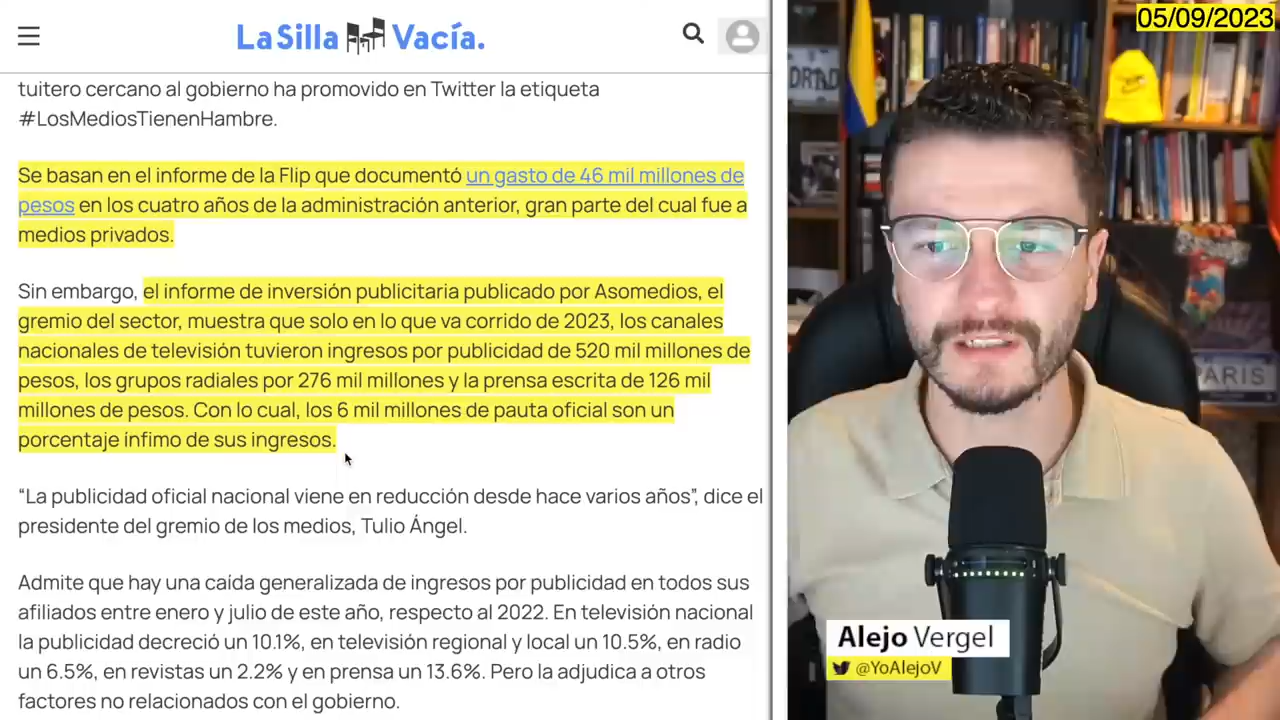 La Silla Vacía.
05/09/2023
tuitero cercano al gobierno ha promovido en Twitter la etiqueta
#LosMediosTienenHambre.
Se basan en el informe de la Flip que documentó un gasto de 46 mil millones de
pesos en los cuatro años de la administración anterior, gran parte del cual fue a
medios privados.
Sin embargo, el informe de inversión publicitaria publicado por Asomedios, el
gremio del sector, muestra que solo en lo que va corrido de 2023, los canales
nacionales de televisión tuvieron ingresos por publicidad de 520 mil millones de
pesos, los grupos radiales por 276 mil millones y la prensa escrita de 126 mil
millones de pesos. Con lo cual, los 6 mil millones de pauta oficial son un
porcentaje ínfimo de sus ingresos.
“La publicidad oficial nacional viene en reducción desde hace varios años”, dice el
presidente del gremio de los medios, Tulio Ángel.
Admite que hay una caída generalizada de ingresos por publicidad en todos sus
afiliados entre enero y julio de este año, respecto al 2022. En televisión nacional
la publicidad decreció un 10.1%, en televisión regional y local un 10.5%, en radio
un 6.5%, en revistas un 2.2% y en prensa un 13.6%. Pero la adjudica a otros
factores no relacionados con el gobierno.
PARIS
Alejo Vergel
@YoAlejoV